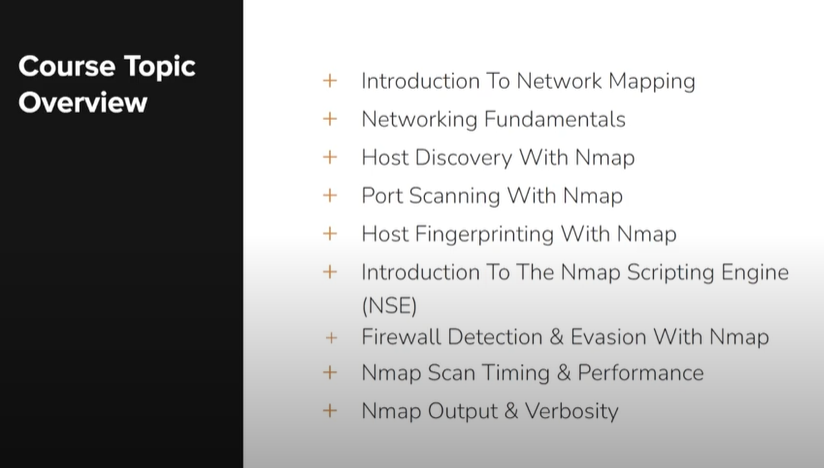 Course Topic
Overview
+ Introduction To Network Mapping
+ Networking Fundamentals
+ Host Discovery With Nmap
+ Port Scanning With Nmap
+ Host Fingerprinting With Nmap
+ Introduction To The Nmap Scripting Engine
(NSE)
+ Firewall Detection & Evasion With Nmap
+ Nmap Scan Timing & Performance
+ Nmap Output & Verbosity